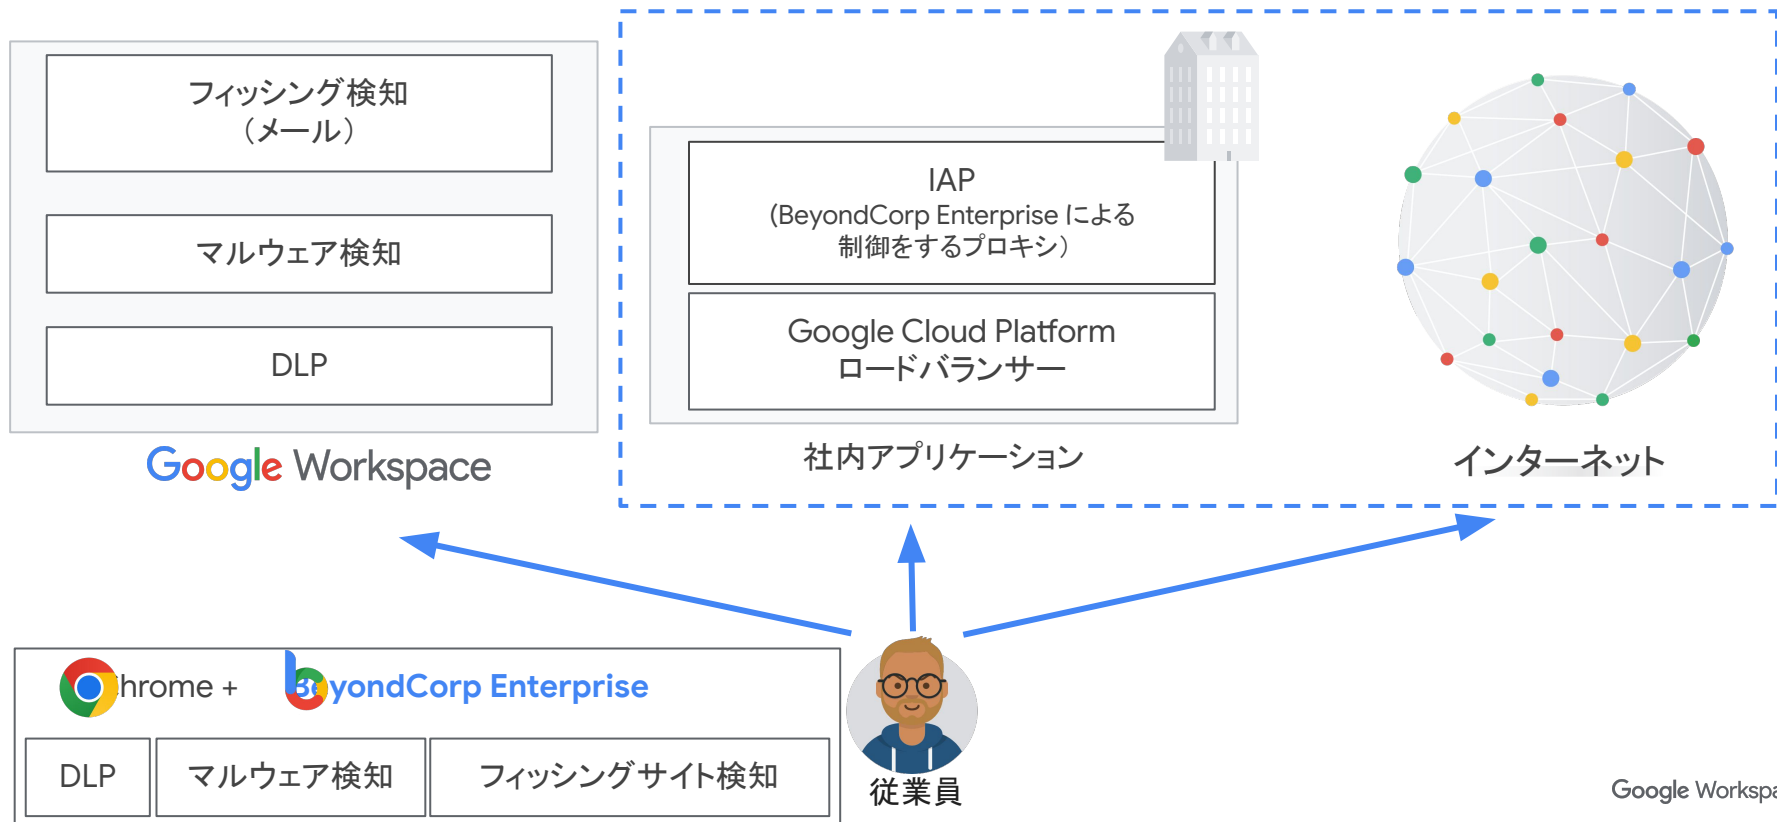 フィッシング検知
（メール）
マルウェア検知
DLP
Google Workspace
IAP
(BeyondCorp Enterprise による
制御をするプロキシ）
Google Cloud Platform
ロードバランサー
社内アプリケーション
インターネット
hrome +
BeyondCorp Enterprise
DLP
マルウェア検知
フィッシングサイト検知
従業員
Google Workspa